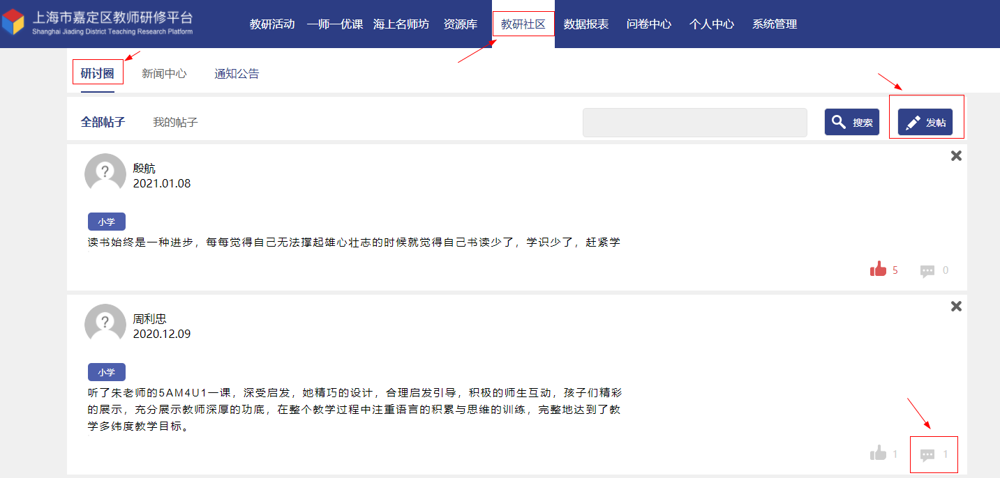 上海市嘉定区教师研修平台
Shanghai Jiading District Teaching Research Platform
教研活动 一师一优课 海上名师坊 资源库 教研社区 数据报表 问卷中心 个人中心 系统管理
研讨圈 新闻中心 通知公告
全部帖子 我的帖子 搜索 发帖
殷航
2021.01.08
小学
读书始终是一种进步，每每觉得自己无法撑起雄心壮志的时候就觉得自己书读少了，学识少了，赶紧学
5 0
周利忠
2020.12.09
小学
听了朱老师的5AM4U1一课，深受启发，她精巧的设计，合理启发引导，积极的师生互动，孩子们精彩
的展示，充分展示教师深厚的功底，在整个教学过程中注重语言的积累与思维的训练，完整地达到了教
学多纬度教学目标。
1 1